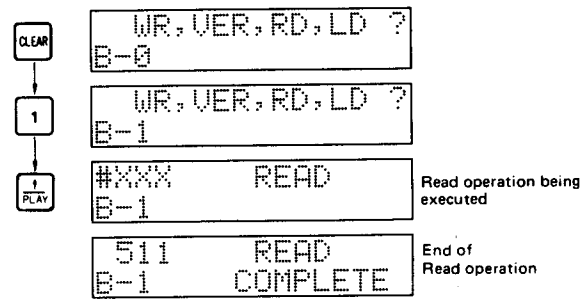 CLEAR
WR,VER,RD,LD ?
B-0
1
WR,VER,RD,LD ?
B-1
↑
PLAY
#XXX READ
B-1
Read operation being
executed
511 READ
B-1 COMPLETE
End of
Read operation